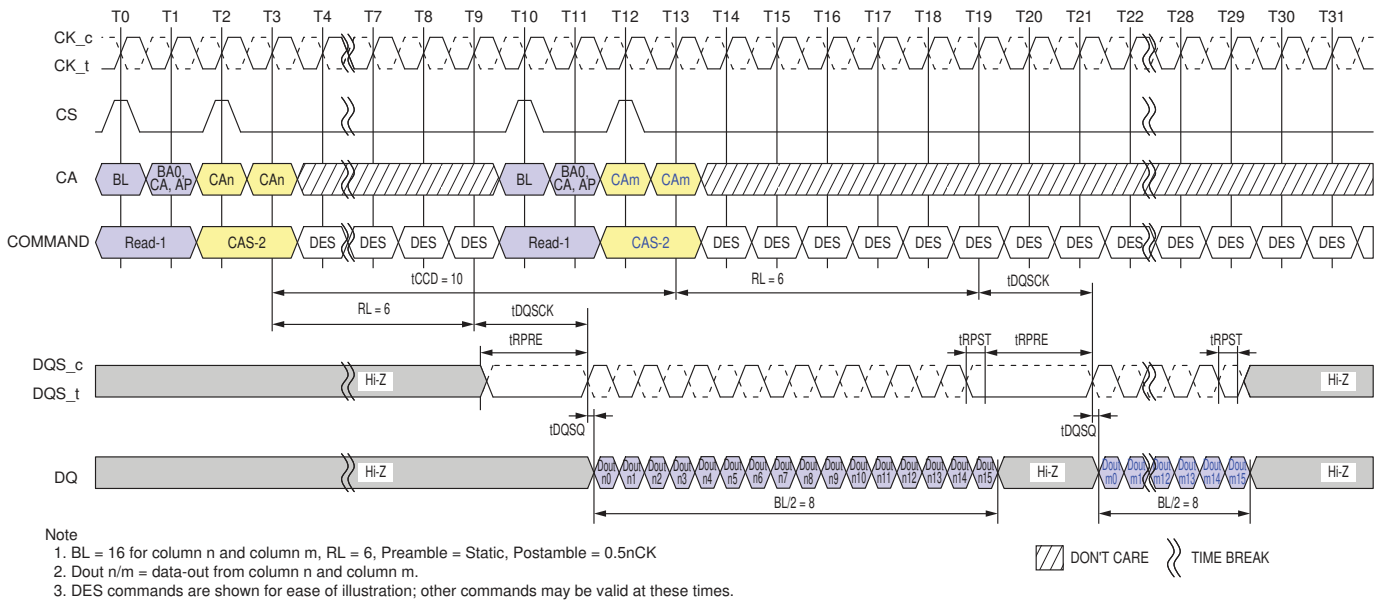 T0 T1 T2 T3 T4 T7 T8 T9 T10 T11 T12 T13 T14 T15 T16 T17 T18 T19 T20 T21 T22 T28 T29 T30 T31
CK_c
CK_t
CS
CA BL BA0, CA, AP CAn CAn BL BA0, CA, AP CAm CAm
COMMAND Read-1 CAS-2 DES DES DES DES Read-1 CAS-2 DES DES DES DES DES DES DES DES DES DES DES DES DES
tCCD = 10 RL = 6 tDQSCK
RL = 6 tDQSCK
tRPRE tRPST tRPRE tRPST
DQS_c
DQS_t
Hi-Z Hi-Z
tDQSQ tDQSQ
DQ Hi-Z Dout n0 Dout n1 Dout n2 Dout n3 Dout n4 Dout n5 Dout n6 Dout n7 Dout n8 Dout n9 Dout n10 Dout n11 Dout n12 Dout n13 Dout n14 Dout n15 Hi-Z Dout m0 Dout m1 Dout m12 Dout m13 Dout m14 Dout m15 Hi-Z
BL/2 = 8 BL/2 = 8
Note
1. BL = 16 for column n and column m, RL = 6, Preamble = Static, Postamble = 0.5nCK
2. Dout n/m = data-out from column n and column m.
3. DES commands are shown for ease of illustration; other commands may be valid at these times.
DON'T CARE TIME BREAK